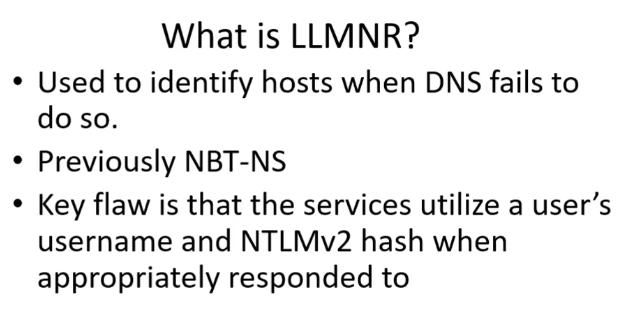 What is LLMNR?
• Used to identify hosts when DNS fails to
do so.
• Previously NBT-NS
• Key flaw is that the services utilize a user’s
username and NTLMv2 hash when
appropriately responded to